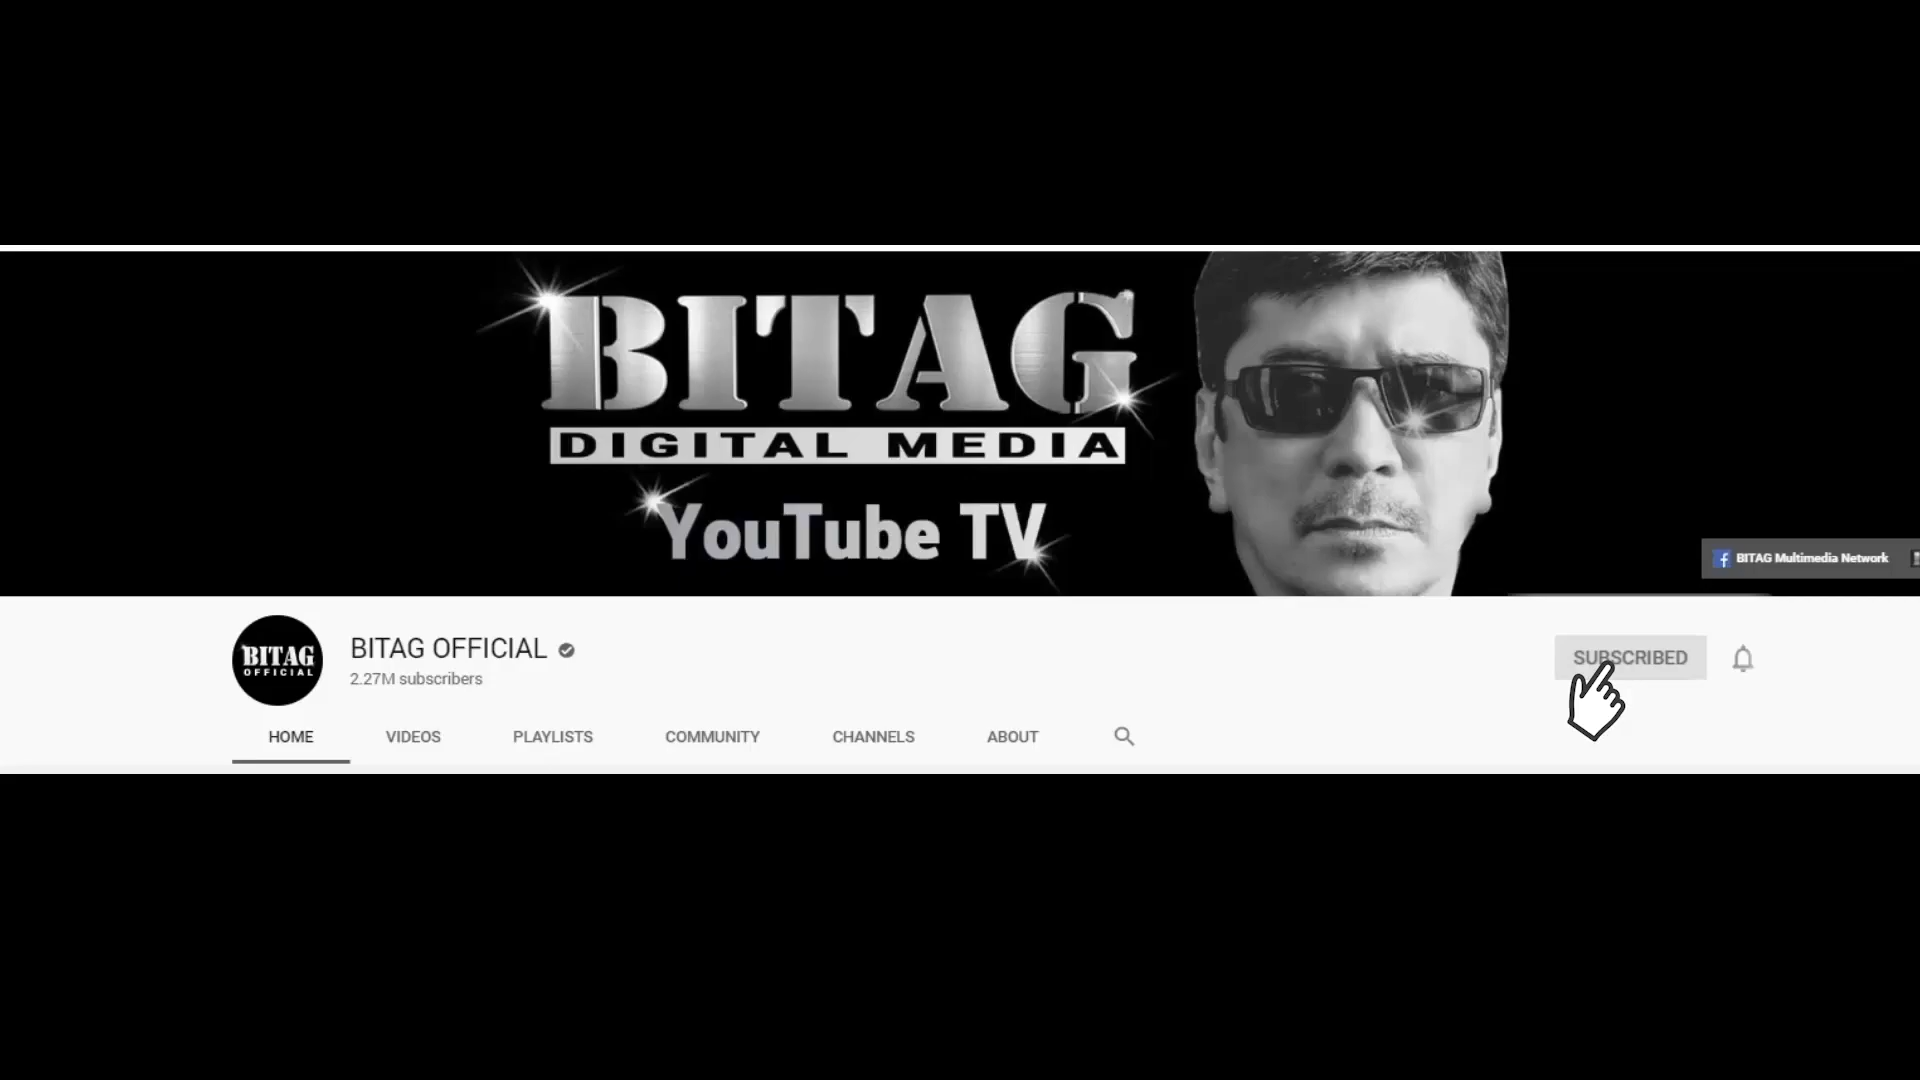 BITAG
DIGITAL MEDIA
YouTube TV
BITAG Multimedia Network
BITAG
OFFICIAL
BITAG OFFICIAL
2.27M subscribers
SUBSCRIBED
HOME
VIDEOS
PLAYLISTS
COMMUNITY
CHANNELS
ABOUT